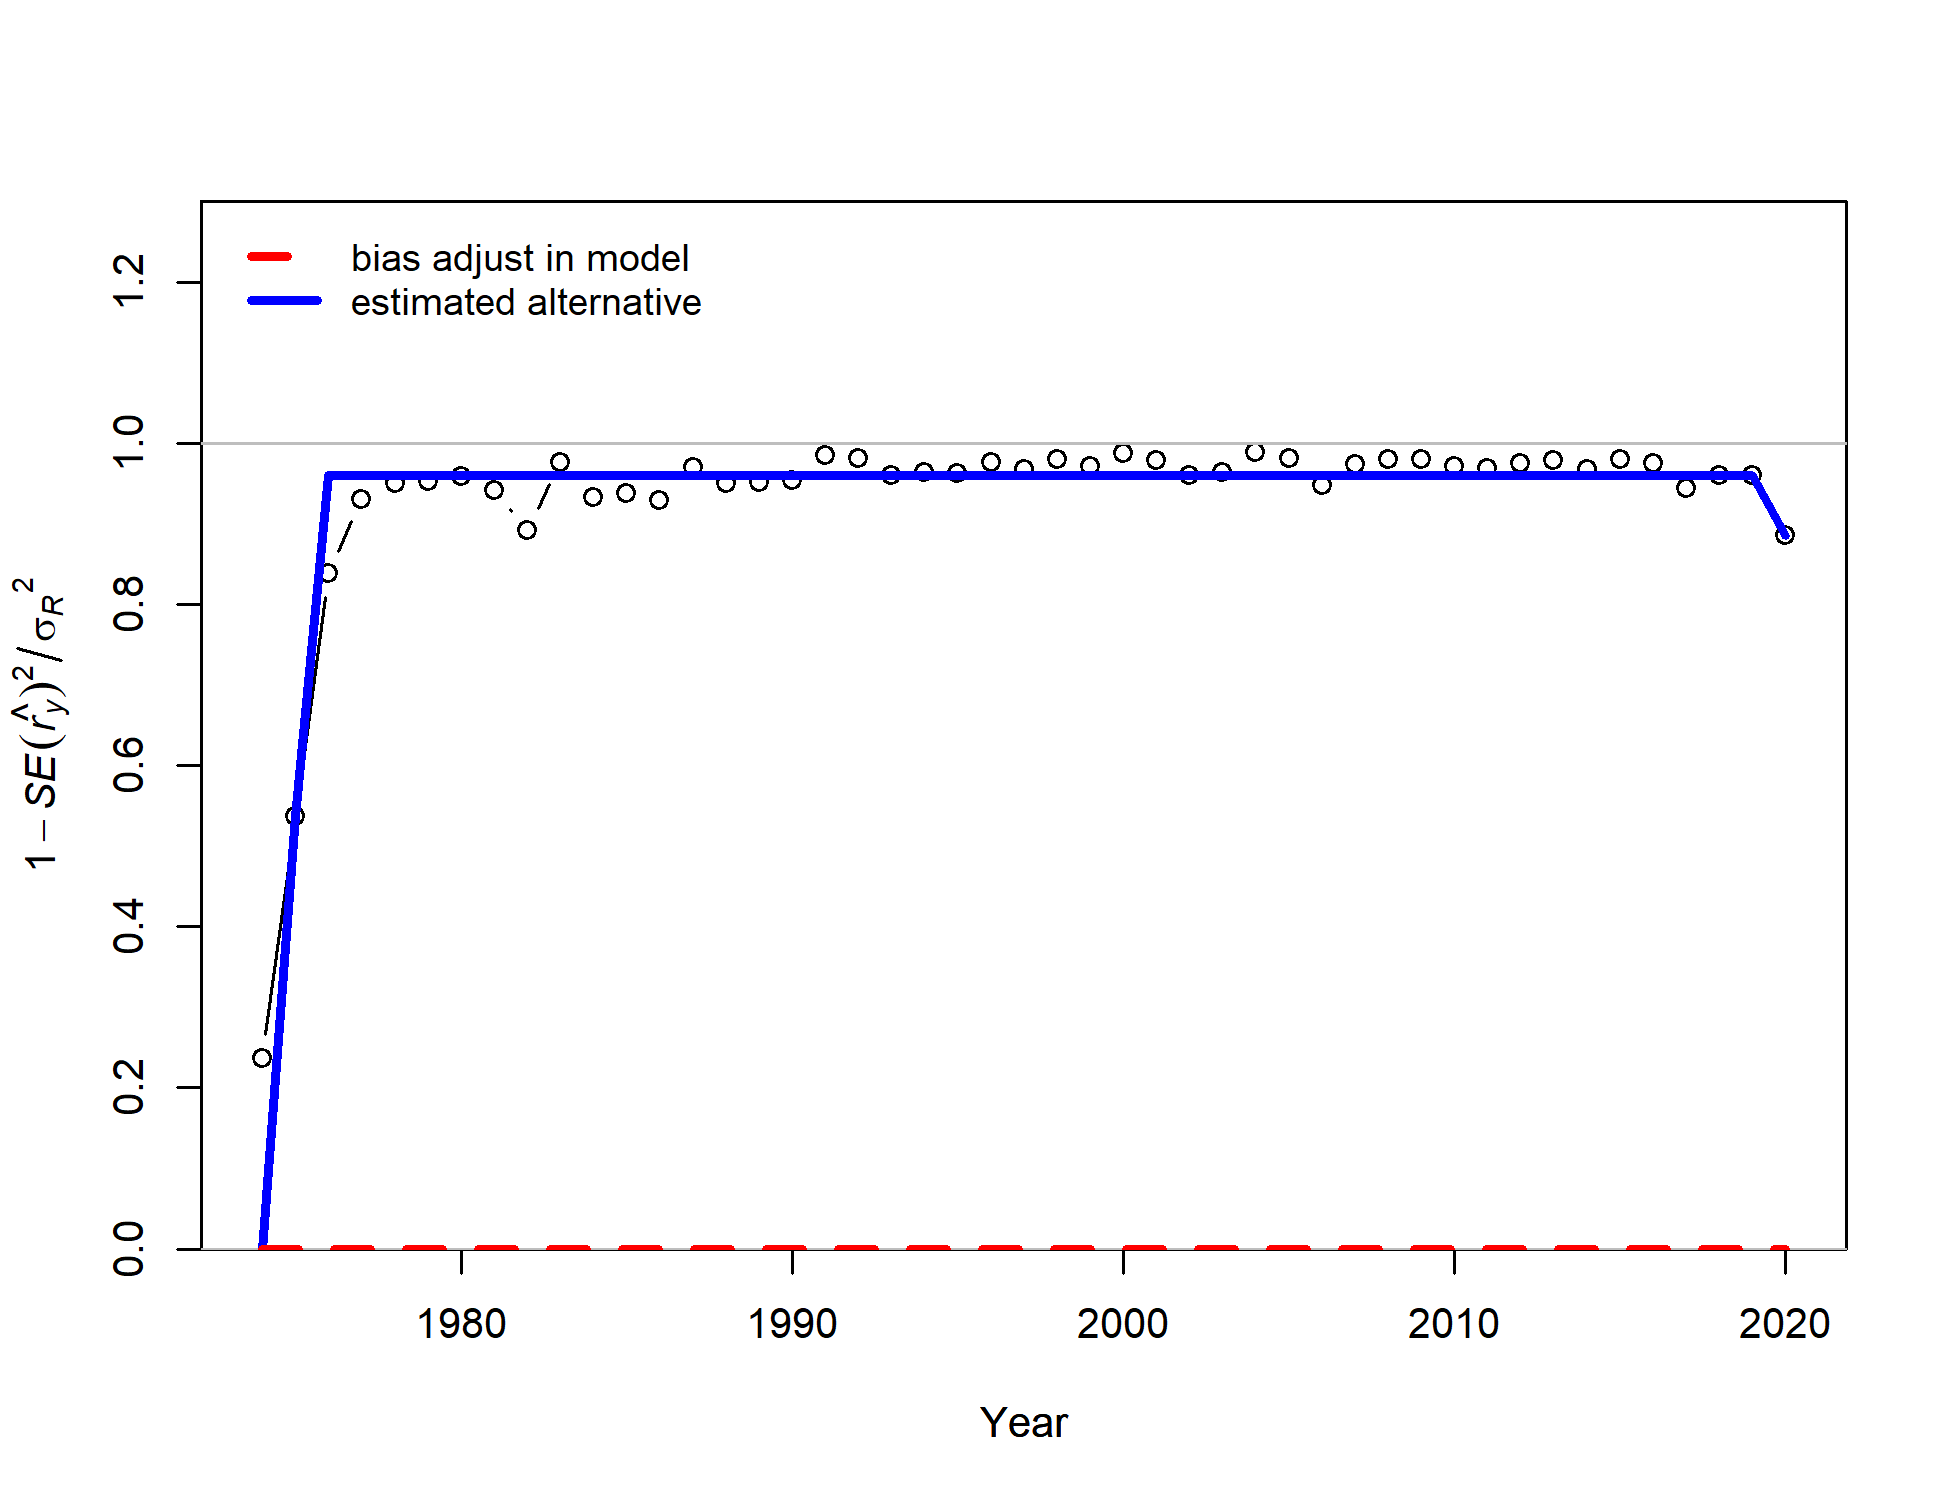 bias adjust in model
estimated alternative
1 − SE(r̂y)²/σR²
1.2
1.0
0.8
0.6
0.4
0.2
0.0
1980 1990 2000 2010 2020
Year